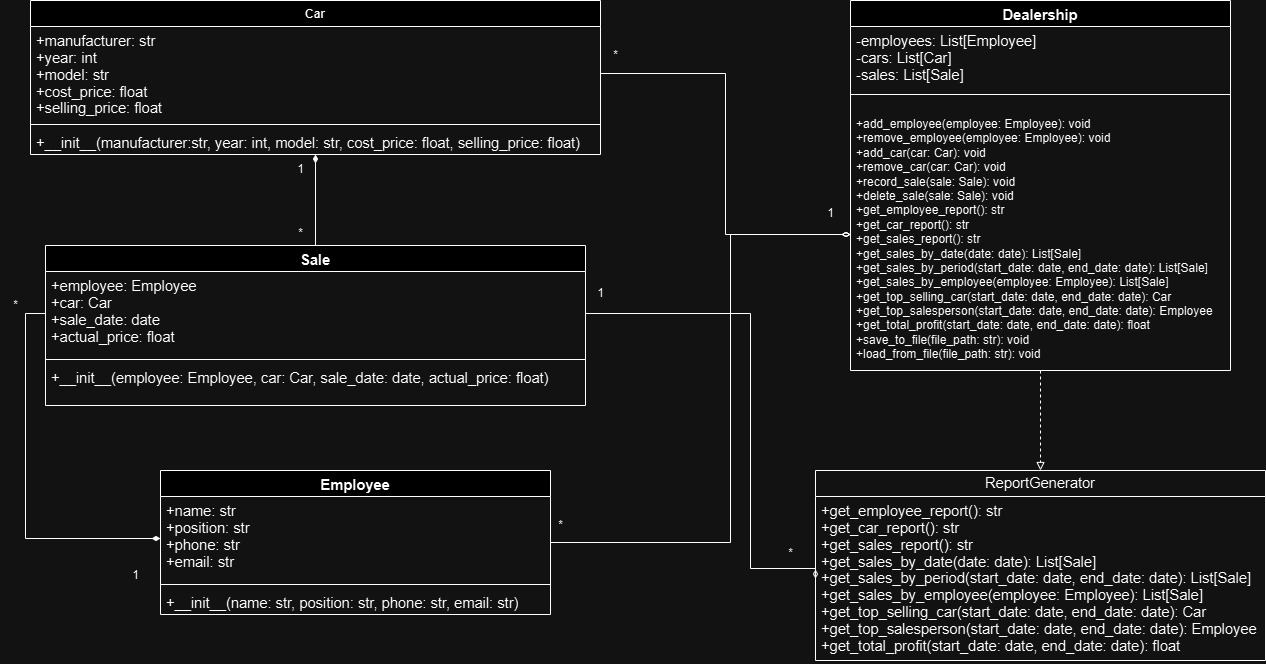 Car
+manufacturer: str
+year: int
+model: str
+cost_price: float
+selling_price: float
+__init__(manufacturer:str, year: int, model: str, cost_price: float, selling_price: float)
*
1
*
Dealership
-employees: List[Employee]
-cars: List[Car]
-sales: List[Sale]
+add_employee(employee: Employee): void
+remove_employee(employee: Employee): void
+add_car(car: Car): void
+remove_car(car: Car): void
+record_sale(sale: Sale): void
+delete_sale(sale: Sale): void
+get_employee_report(): str
+get_car_report(): str
+get_sales_report(): str
+get_sales_by_date(date: date): List[Sale]
+get_sales_by_period(start_date: date, end_date: date): List[Sale]
+get_sales_by_employee(employee: Employee): List[Sale]
+get_top_selling_car(start_date: date, end_date: date): Car
+get_top_salesperson(start_date: date, end_date: date): Employee
+get_total_profit(start_date: date, end_date: date): float
+save_to_file(file_path: str): void
+load_from_file(file_path: str): void
1
Sale
+employee: Employee
+car: Car
+sale_date: date
+actual_price: float
+__init__(employee: Employee, car: Car, sale_date: date, actual_price: float)
*
1
Employee
+name: str
+position: str
+phone: str
+email: str
+__init__(name: str, position: str, phone: str, email: str)
*
1
*
ReportGenerator
+get_employee_report(): str
+get_car_report(): str
+get_sales_report(): str
+get_sales_by_date(date: date): List[Sale]
+get_sales_by_period(start_date: date, end_date: date): List[Sale]
+get_sales_by_employee(employee: Employee): List[Sale]
+get_top_selling_car(start_date: date, end_date: date): Car
+get_top_salesperson(start_date: date, end_date: date): Employee
+get_total_profit(start_date: date, end_date: date): float